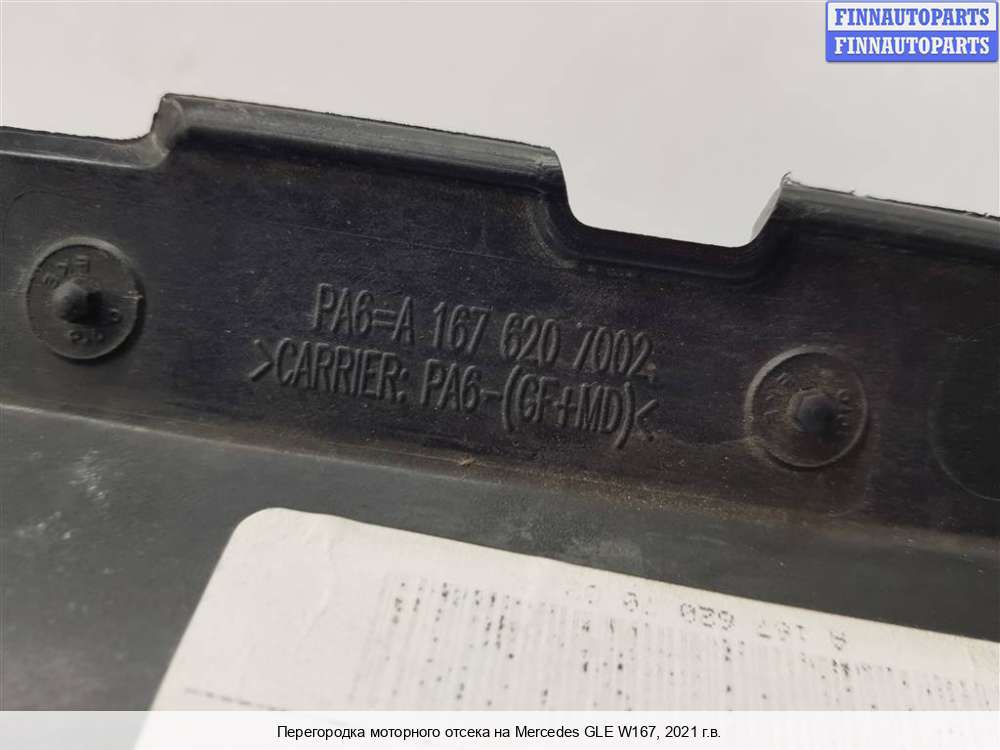 FINNAUTOPARTS
FINNAUTOPARTS
PA6=A 167 620 7002
>CARRIER: PA6-(GF+MD)<
Перегородка моторного отсека на Mercedes GLE W167, 2021 г.в.